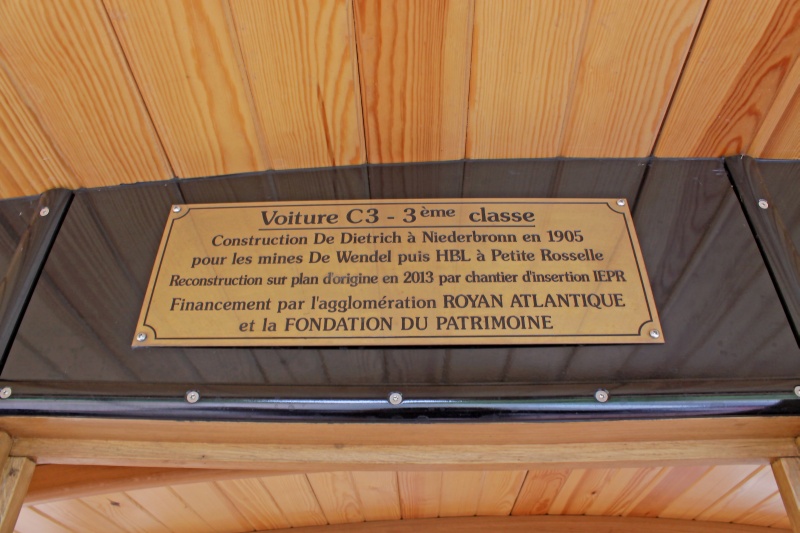 Voiture C3 - 3ème classe
Construction De Dietrich à Niederbronn en 1905
pour les mines De Wendel puis HBL à Petite Rosselle
Reconstruction sur plan d'origine en 2013 par chantier d'insertion IEPR
Financement par l'agglomération ROYAN ATLANTIQUE
et la FONDATION DU PATRIMOINE